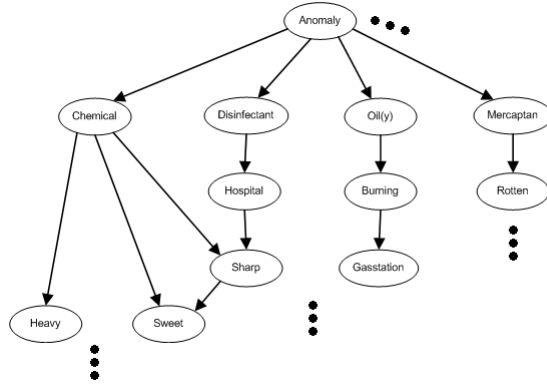 Anomaly
Chemical
Disinfectant
Oil(y)
Mercaptan
Hospital
Burning
Rotten
Sharp
Gasstation
Heavy
Sweet